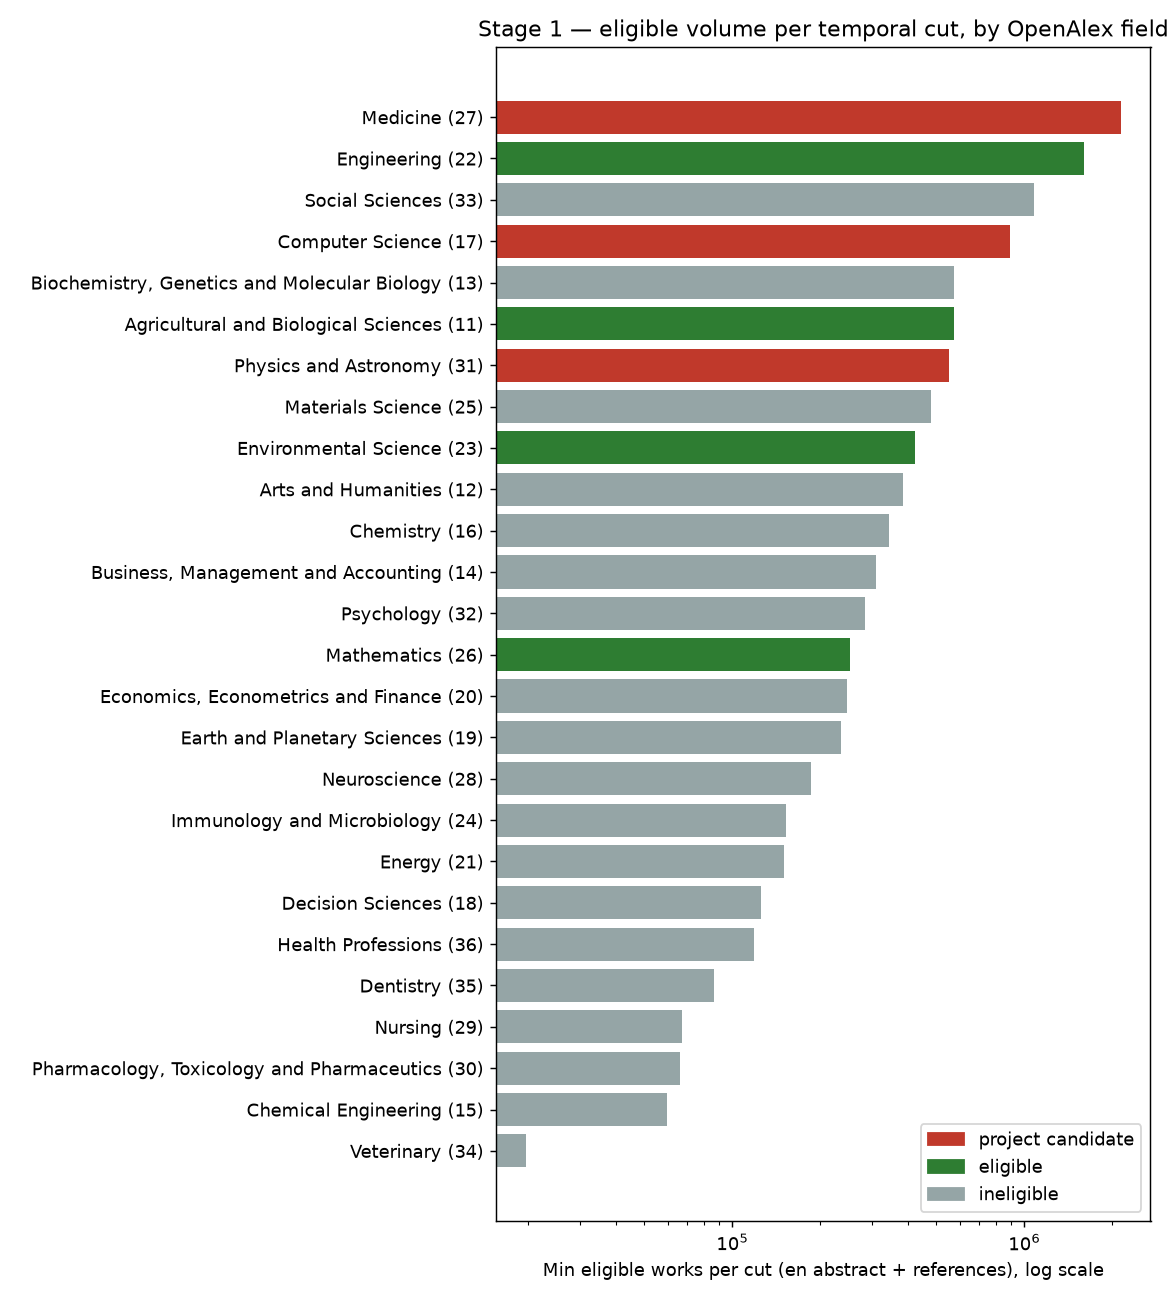 Stage 1 — eligible volume per temporal cut, by OpenAlex field
Medicine (27)
Engineering (22)
Social Sciences (33)
Computer Science (17)
Biochemistry, Genetics and Molecular Biology (13)
Agricultural and Biological Sciences (11)
Physics and Astronomy (31)
Materials Science (25)
Environmental Science (23)
Arts and Humanities (12)
Chemistry (16)
Business, Management and Accounting (14)
Psychology (32)
Mathematics (26)
Economics, Econometrics and Finance (20)
Earth and Planetary Sciences (19)
Neuroscience (28)
Immunology and Microbiology (24)
Energy (21)
Decision Sciences (18)
Health Professions (36)
Dentistry (35)
Nursing (29)
Pharmacology, Toxicology and Pharmaceutics (30)
Chemical Engineering (15)
Veterinary (34)
project candidate
eligible
ineligible
10⁵ 10⁶
Min eligible works per cut (en abstract + references), log scale